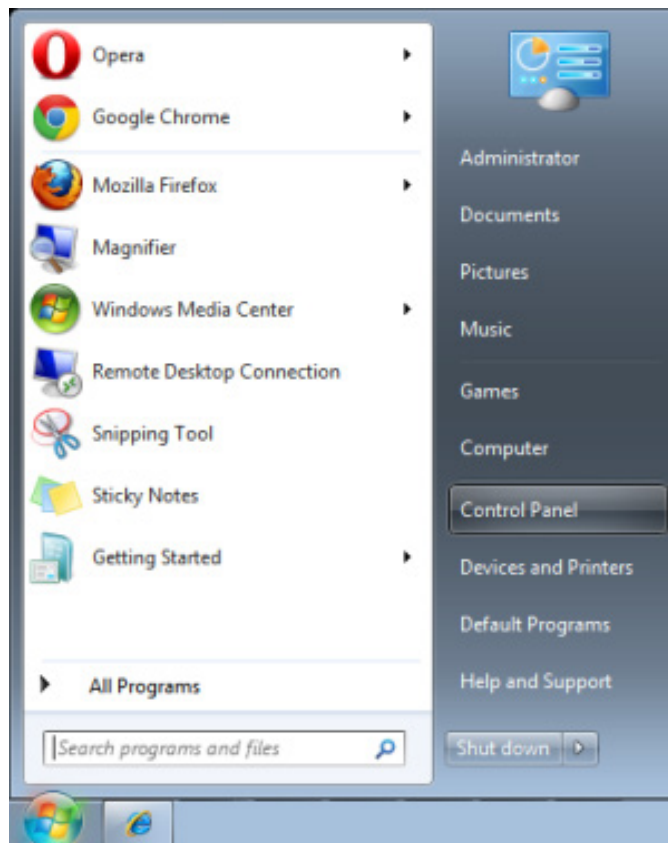 Opera
Google Chrome
Mozilla Firefox
Magnifier
Windows Media Center
Remote Desktop Connection
Snipping Tool
Sticky Notes
Getting Started
All Programs
Search programs and files
Administrator
Documents
Pictures
Music
Games
Computer
Control Panel
Devices and Printers
Default Programs
Help and Support
Shut down